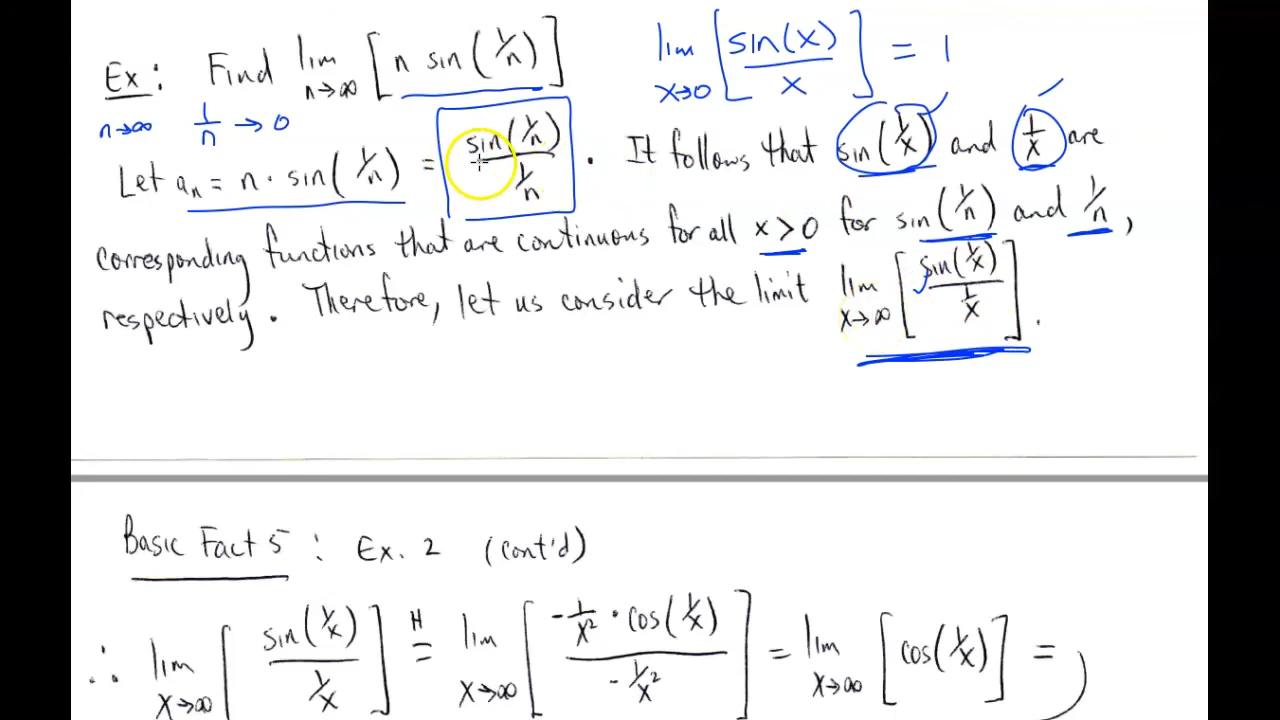 Ex: Find lim n→∞ [n sin(1/n)]
lim x→0 [sin(x)/x] = 1
n→∞ 1/n → 0
Let aₙ = n · sin(1/n) = sin(1/n)/(1/n). It follows that sin(1/x) and 1/x are
corresponding functions that are continuous for all x>0 for sin(1/n) and 1/n,
respectively. Therefore, let us consider the limit lim x→∞ [sin(1/x)/(1/x)].
Basic Fact 5: Ex. 2 (cont'd)
∴ lim x→∞ [sin(1/x)/(1/x)] H= lim x→∞ [-1/x² · cos(1/x)/(-1/x²)] = lim x→∞ [cos(1/x)] =